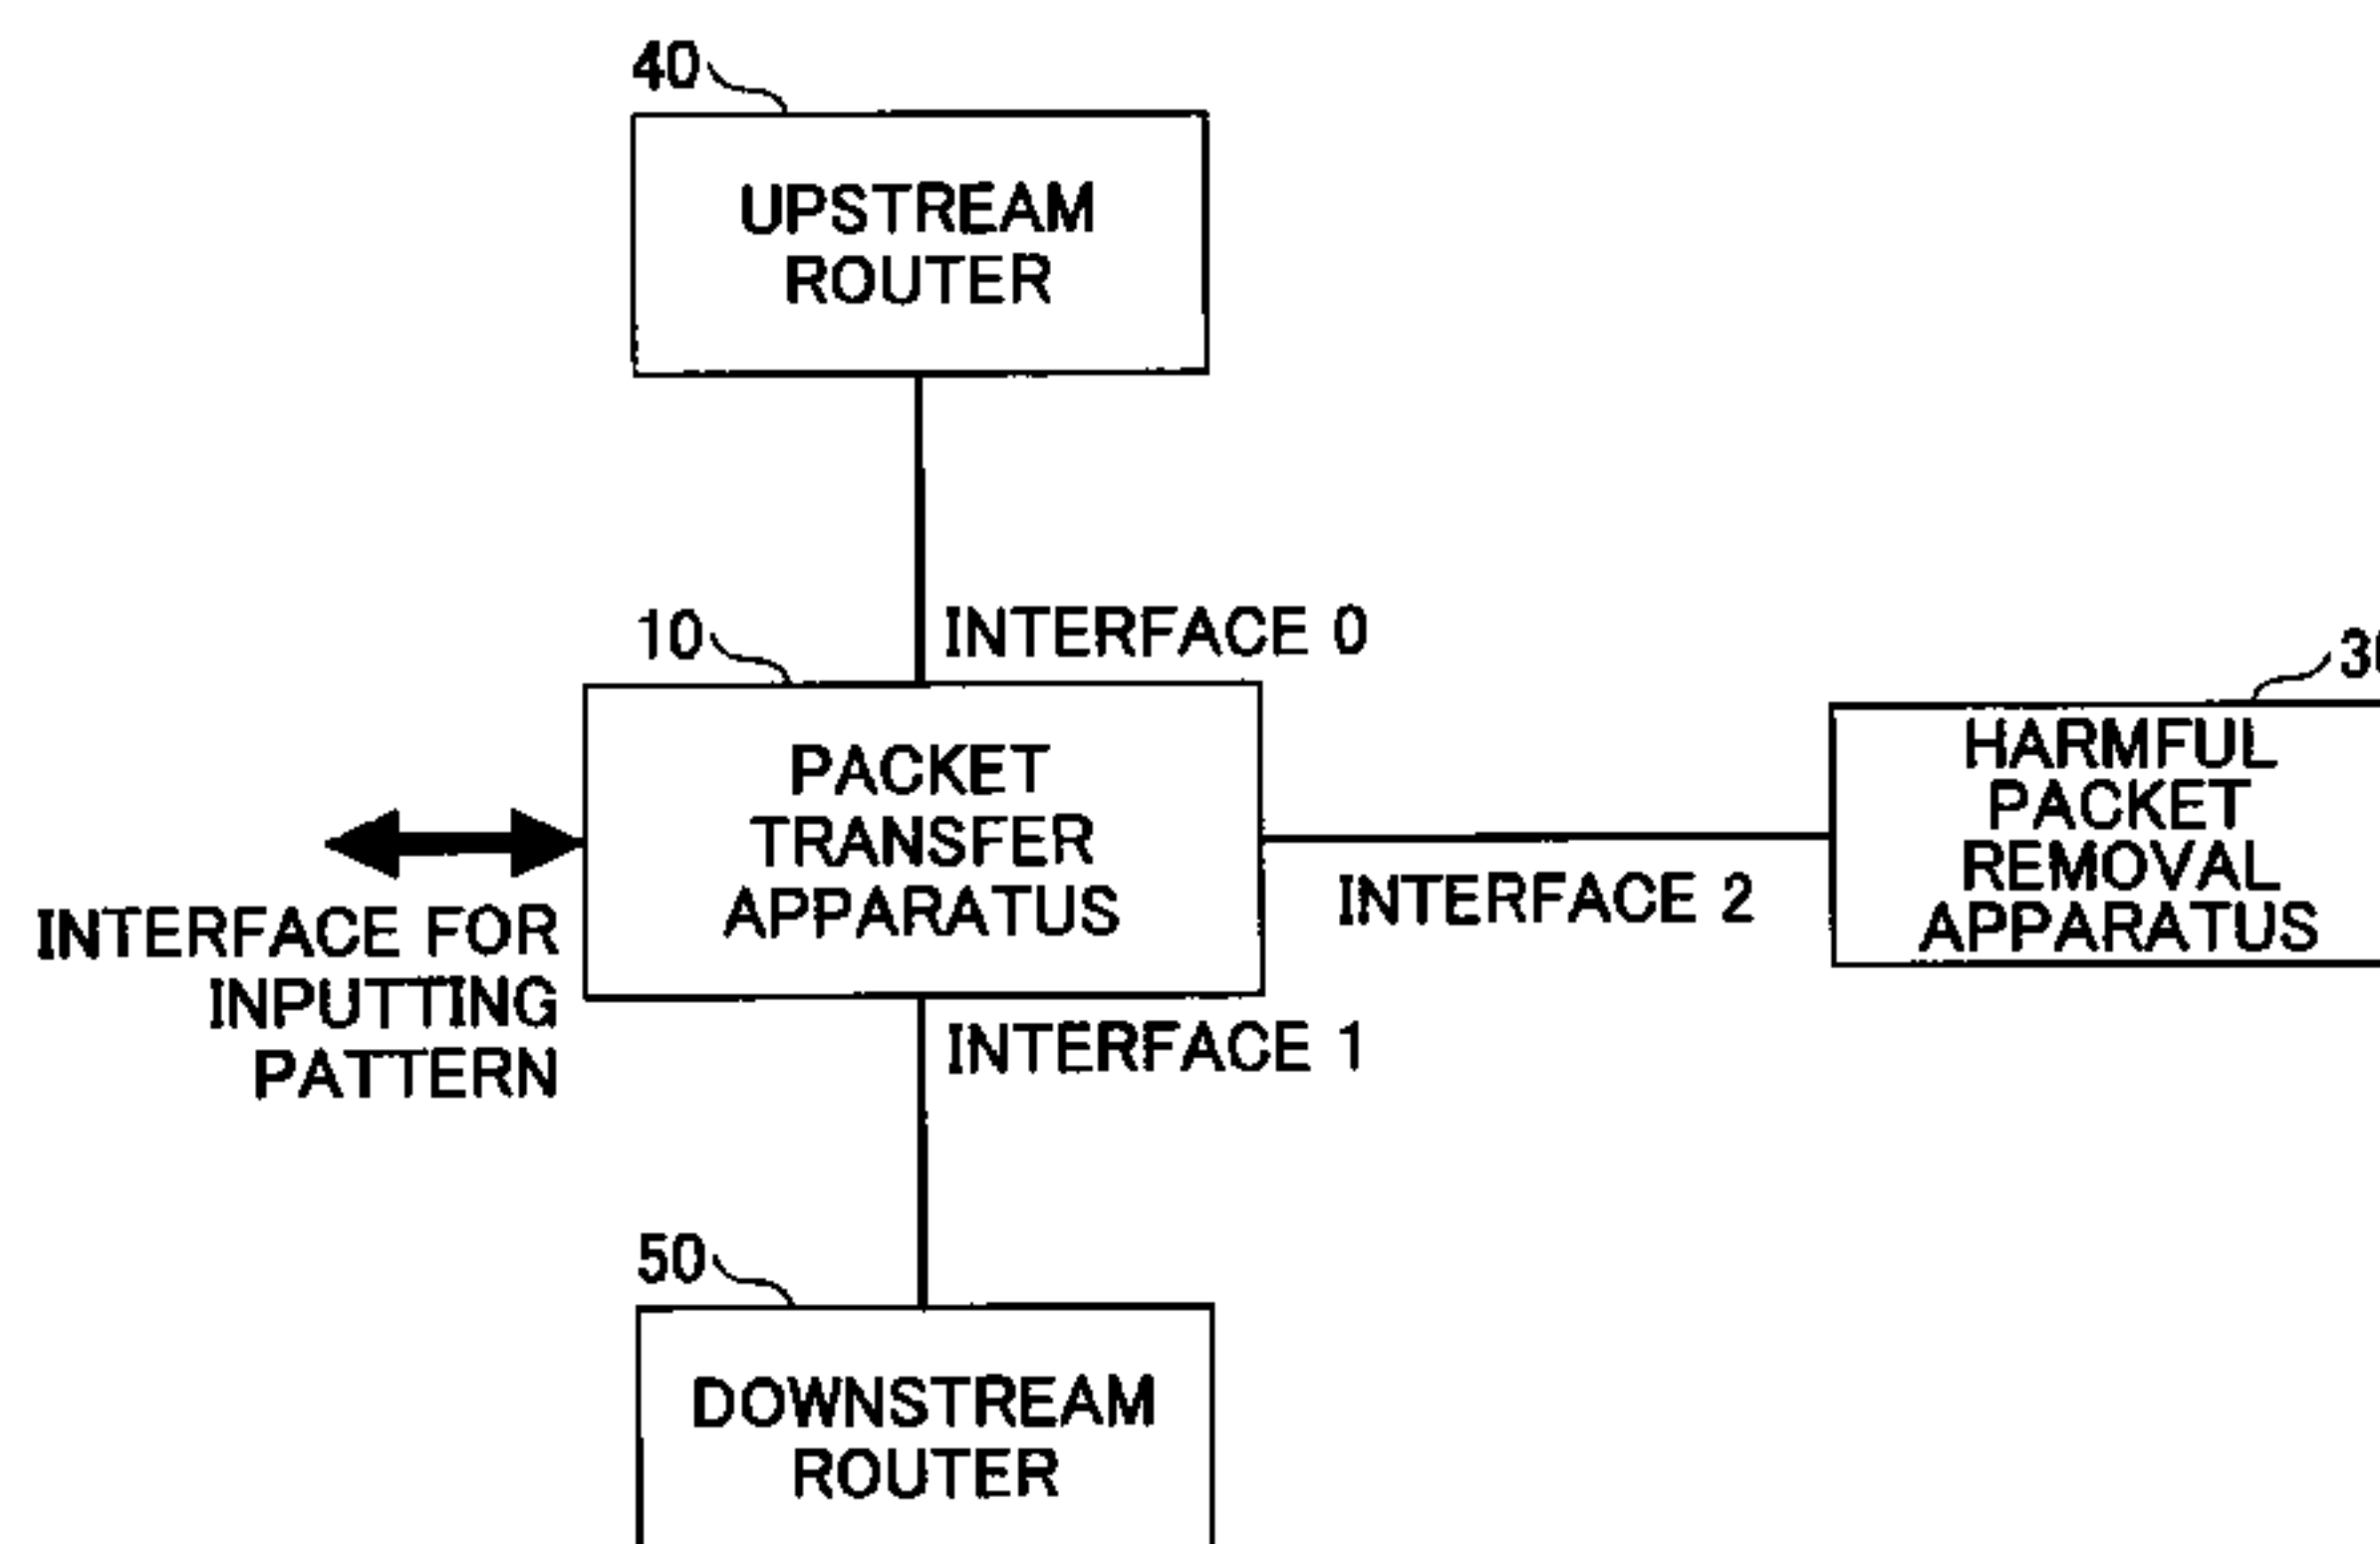 40
UPSTREAM
ROUTER
10
INTERFACE 0
PACKET
TRANSFER
APPARATUS
INTERFACE FOR
INPUTTING
PATTERN
INTERFACE 2
HARMFUL
PACKET
REMOVAL
APPARATUS
INTERFACE 1
50
DOWNSTREAM
ROUTER